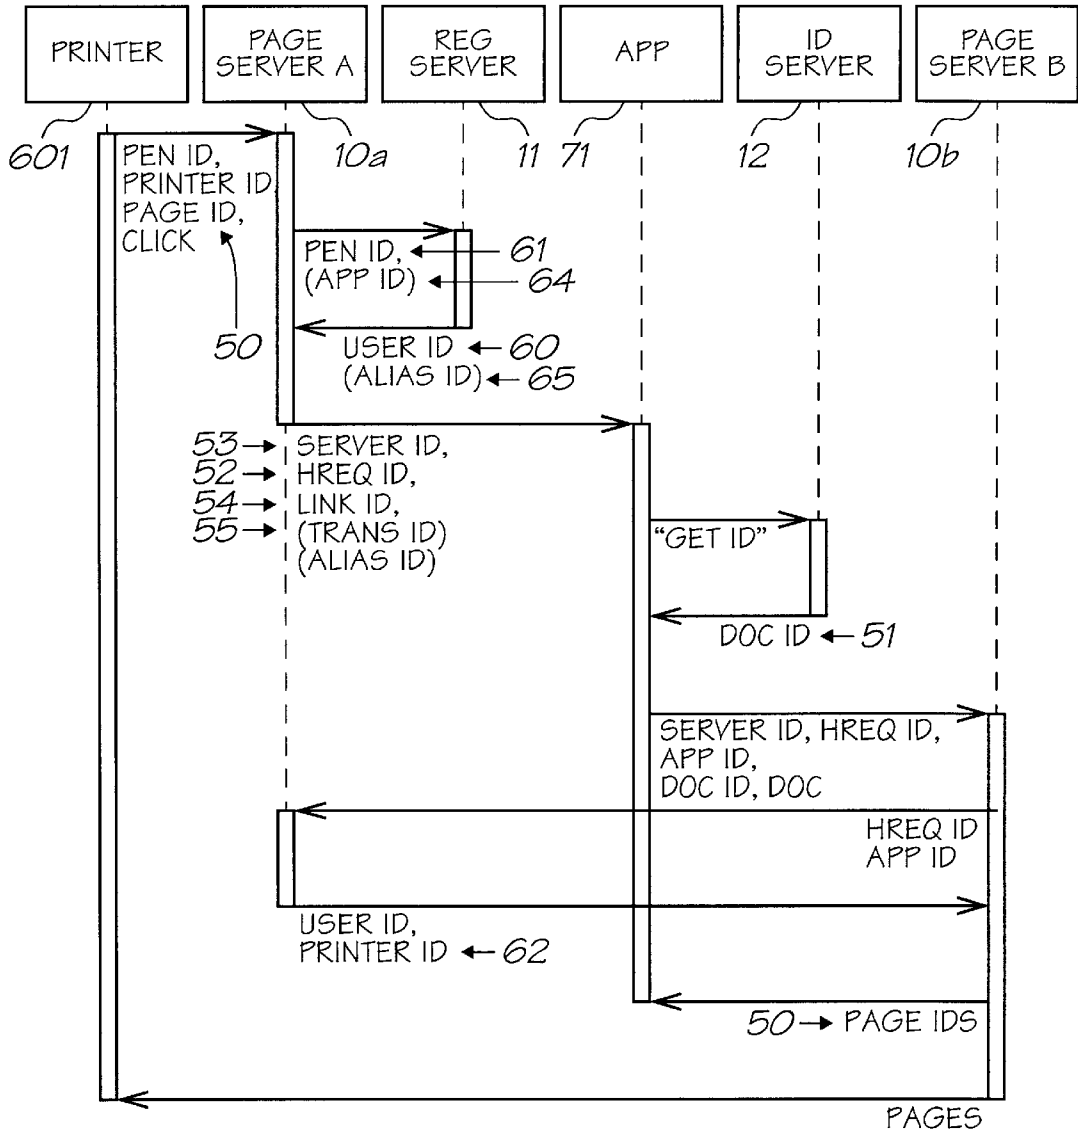 PRINTER
PAGE
SERVER A
REG
SERVER
APP
ID
SERVER
PAGE
SERVER B
601
10a
11
71
12
10b
PEN ID,
PRINTER ID
PAGE ID,
CLICK
50
PEN ID,
61
(APP ID)
64
USER ID
60
(ALIAS ID)
65
53
SERVER ID,
52
HREQ ID,
54
LINK ID,
55
(TRANS ID)
(ALIAS ID)
“GET ID”
DOC ID
51
SERVER ID, HREQ ID,
APP ID,
DOC ID, DOC
HREQ ID
APP ID
USER ID,
PRINTER ID
62
50
PAGE IDS
PAGES